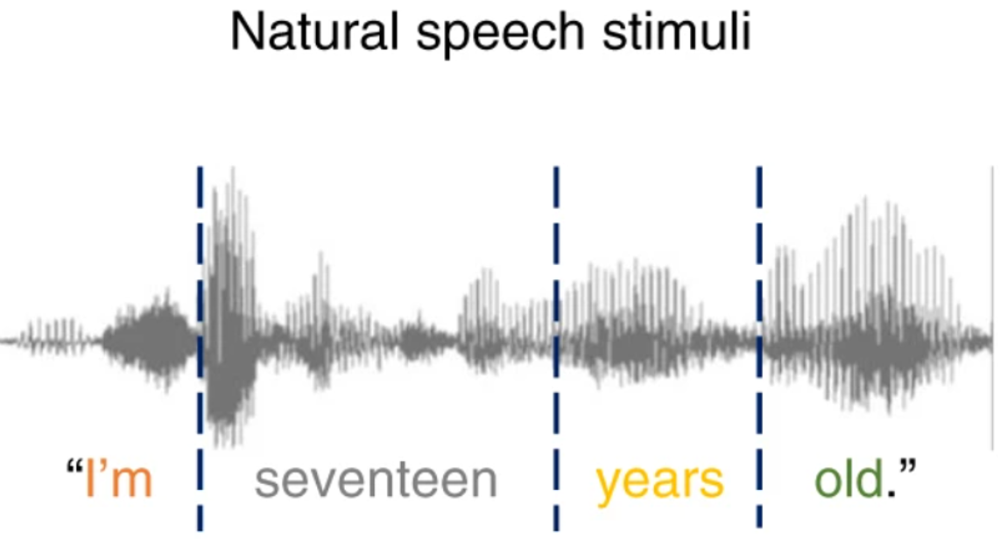 Natural speech stimuli
“I’m seventeen years old.”